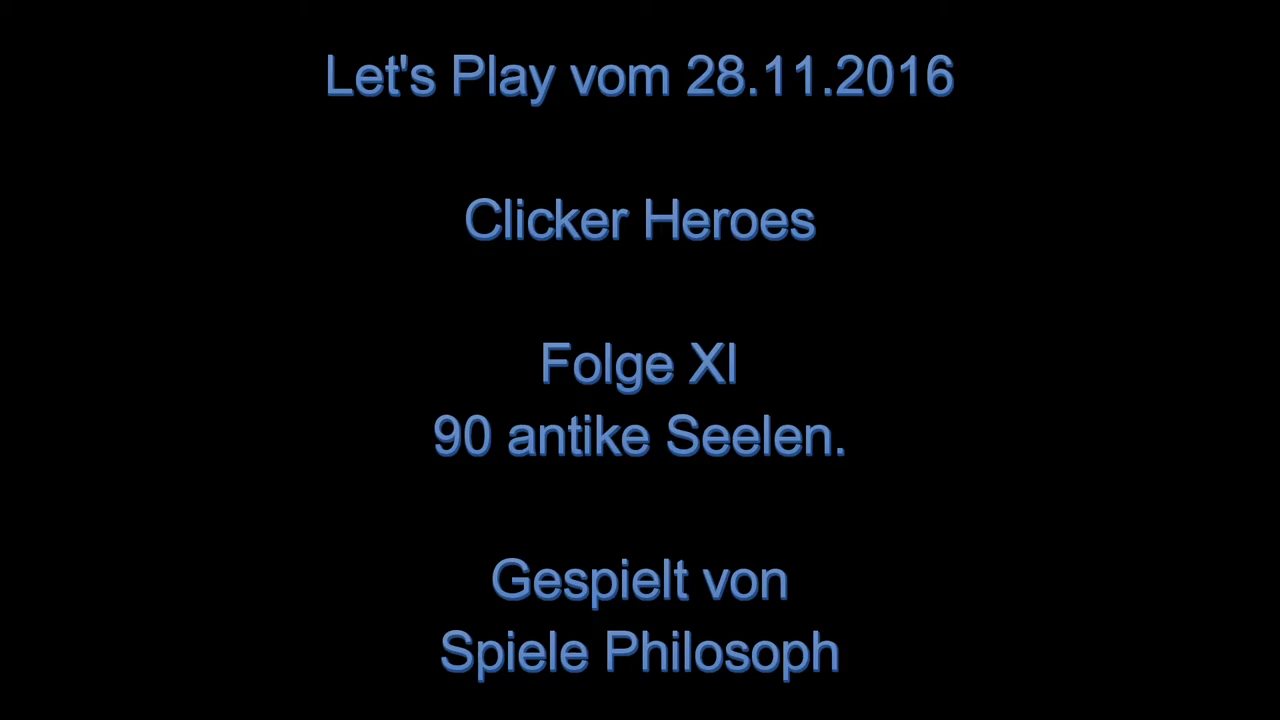 Let's Play vom 28.11.2016
Clicker Heroes
Folge XI
90 antike Seelen.
Gespielt von
Spiele Philosoph